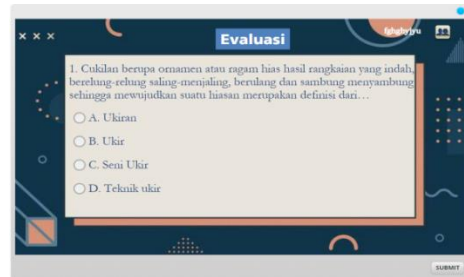 Evaluasi
fghghyjyu
1. Cukilan berupa ornamen atau ragam hias hasil rangkaian yang indah,
berelung-relung saling-menjaling, berulang dan sambung menyambung
sehingga mewujudkan suatu hiasan merupakan definisi dari…
A. Ukiran
B. Ukir
C. Seni Ukir
D. Teknik ukir
SUBMIT